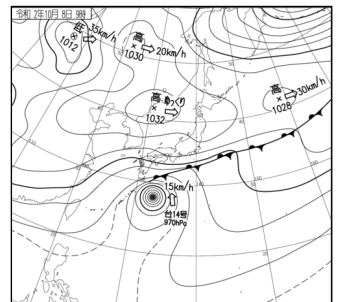 令和 2年10月 8日 9時
低 35km/h
1012
高
1030
20km/h
高 ゆっくり
1032
高 30km/h
1028
15km/h
台14号
970hPa